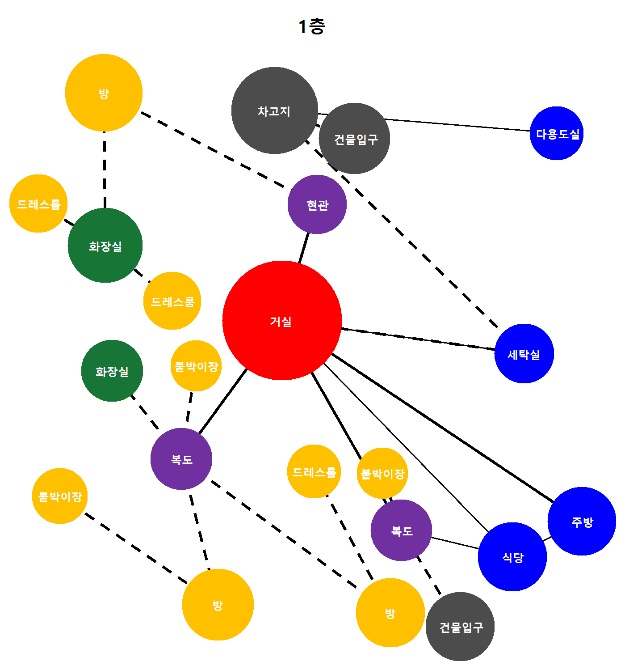 1층
방
차고지
건물입구
다용도실
드레스룸
현관
화장실
드레스룸
거실
세탁실
화장실
붙박이장
복도
드레스룸
붙박이장
붙박이장
복도
주방
식당
방
방
건물입구